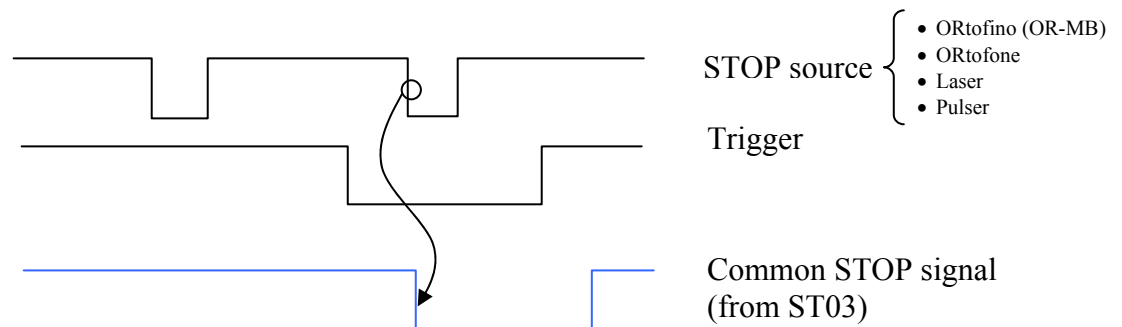 STOP source
• ORtofino (OR-MB)
• ORtofone
• Laser
• Pulser
Trigger
Common STOP signal
(from ST03)